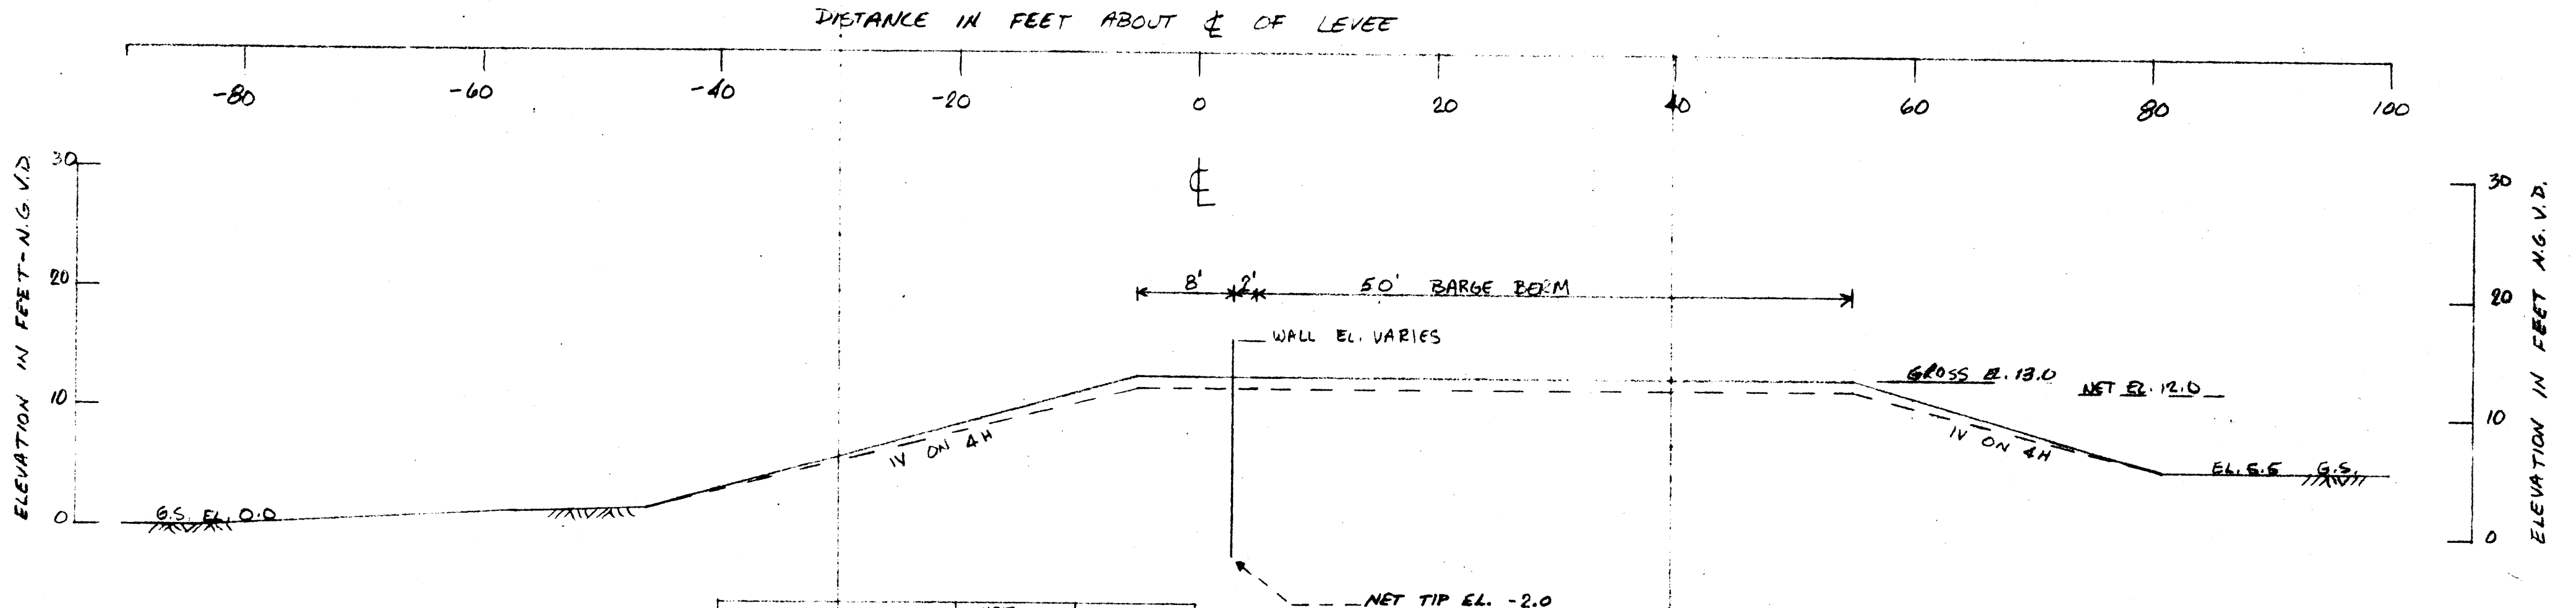 DISTANCE IN FEET ABOUT ℄ OF LEVEE
-80 -60 -40 -20 0 20 40 60 80 100
ELEVATION IN FEET-N.G.V.D.
30
20
10
0
℄
8' 2' 50' BARGE BERM
WALL EL. VARIES
GROSS EL. 13.0
NET EL. 12.0
1V ON 4H
1V ON 4H
G.S. EL. 0.0
EL. 5.5 G.S.
NET TIP EL. -2.0
30
20
10
0
ELEVATION IN FEET N.G.V.D.